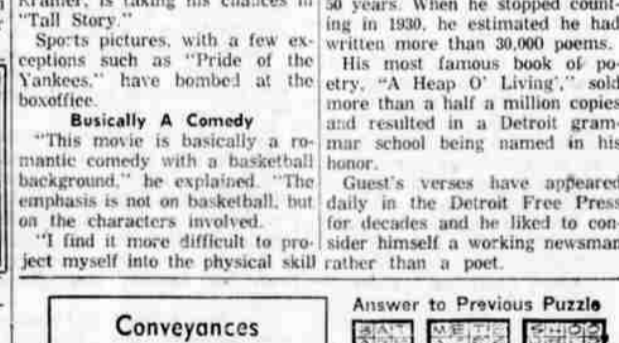 Kramer, is taking his chances in
"Tall Story."
Sports pictures, with a few ex-
ceptions such as "Pride of the
Yankees," have bombed at the
boxoffice.
Busically A Comedy
"This movie is basically a ro-
mantic comedy with a basketball
background," he explained. "The
emphasis is not on basketball, but
on the characters involved.
"I find it more difficult to pro-
ject myself into the physical skill
50 years. When he stopped count-
ing in 1930, he estimated he had
written more than 30,000 poems.
His most famous book of po-
etry, "A Heap O' Living'," sold
more than a half a million copies
and resulted in a Detroit gram-
mar school being named in his
honor.
Guest's verses have appeared
daily in the Detroit Free Press
for decades and he liked to con-
sider himself a working newsman
rather than a poet.
Conveyances
Answer to Previous Puzzle